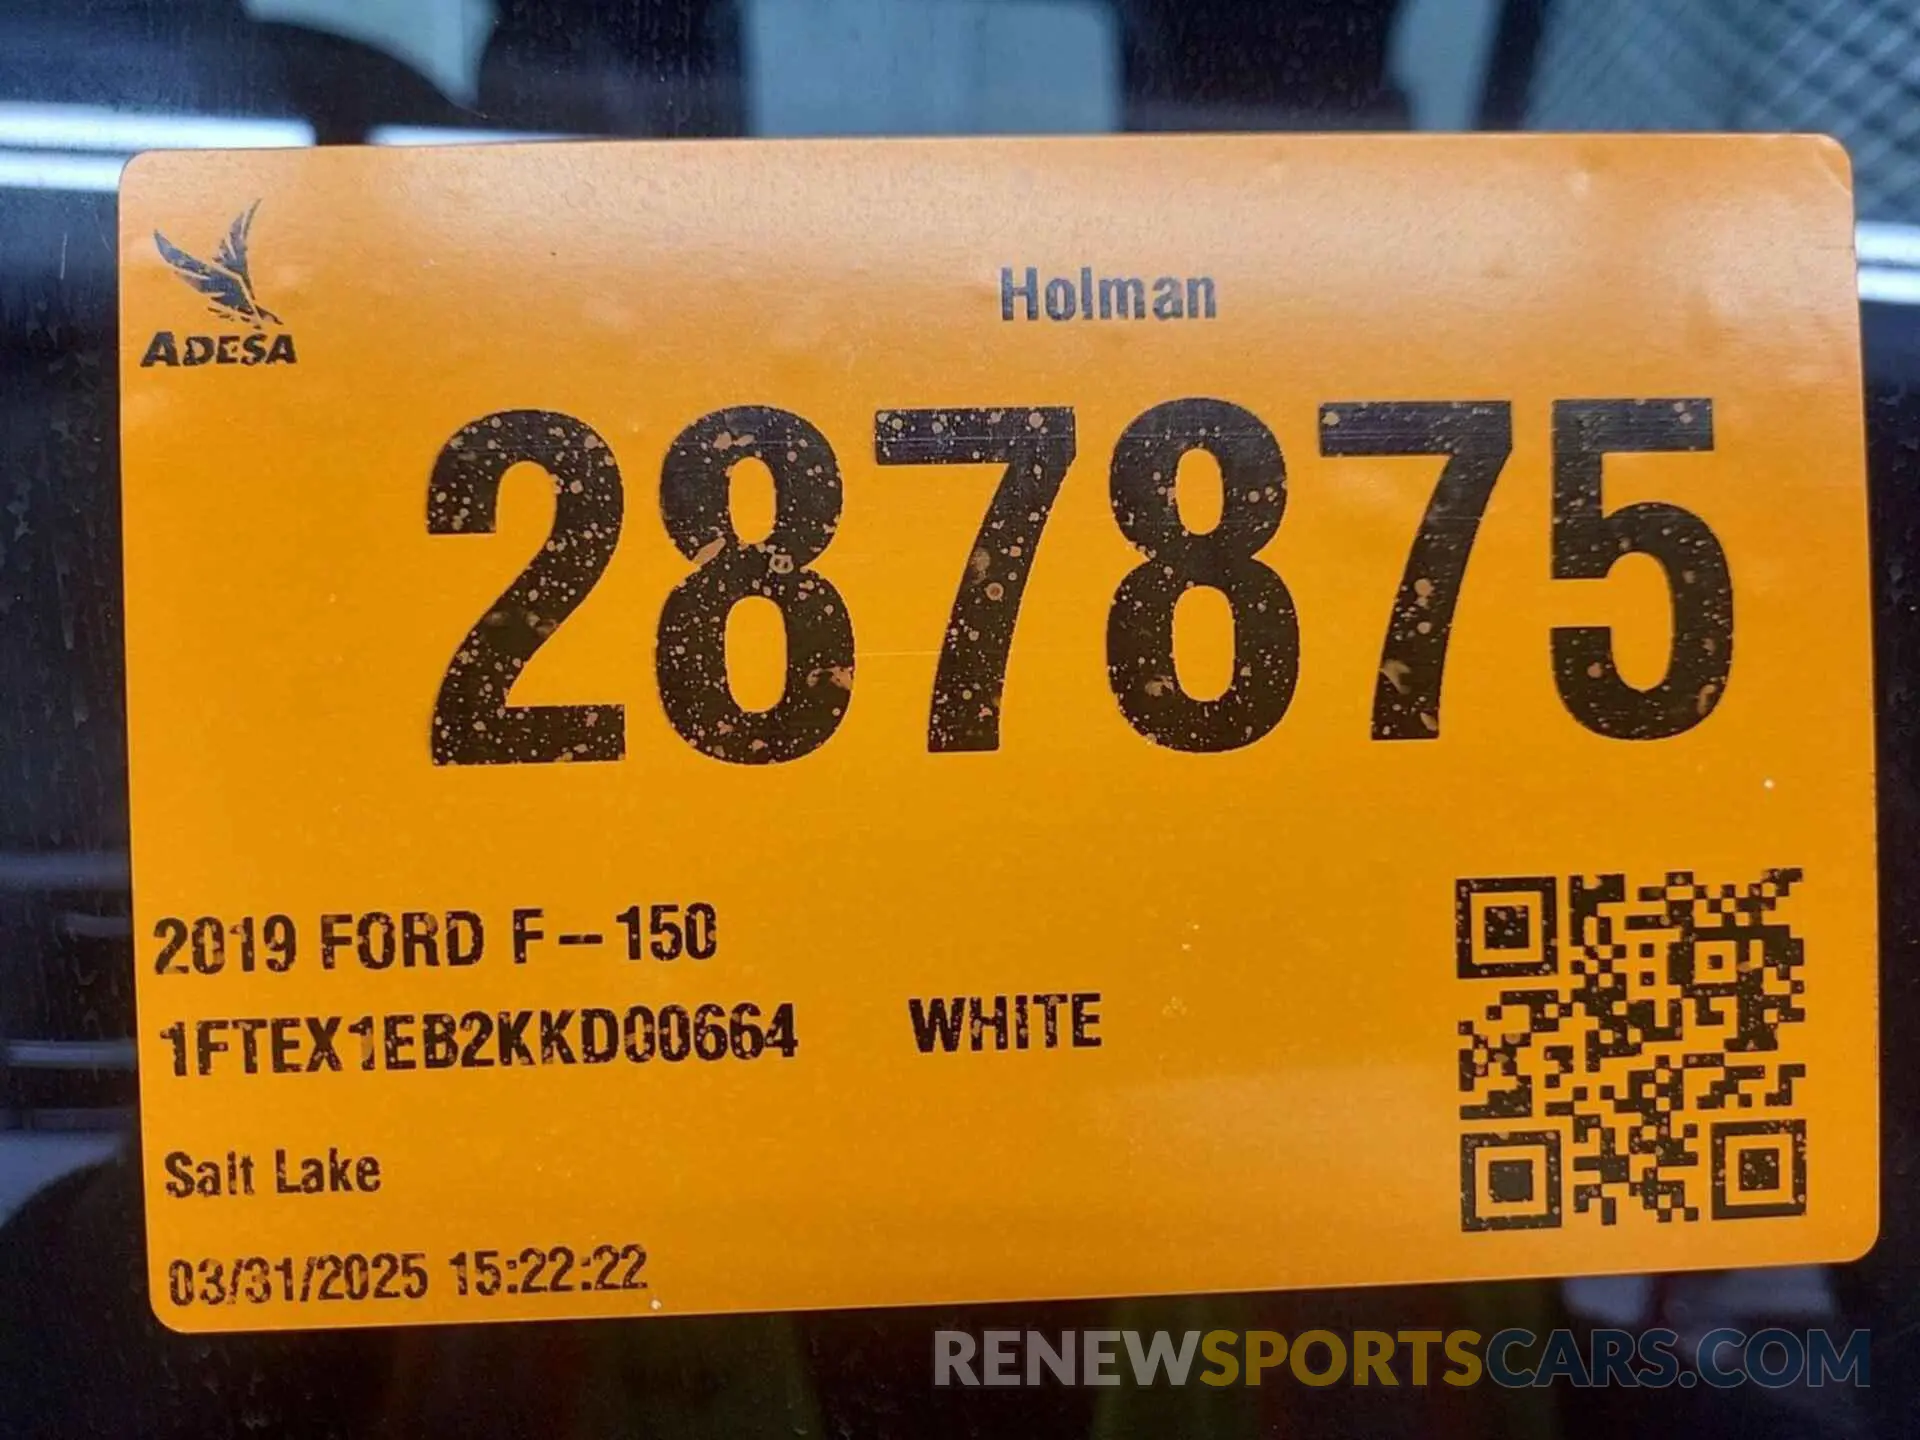 ADESA
Holman
287875
2019 FORD F-150
1FTEX1EB2KKD00664 WHITE
Salt Lake
03/31/2025 15:22:22
RENEWSPORTSCARS.COM